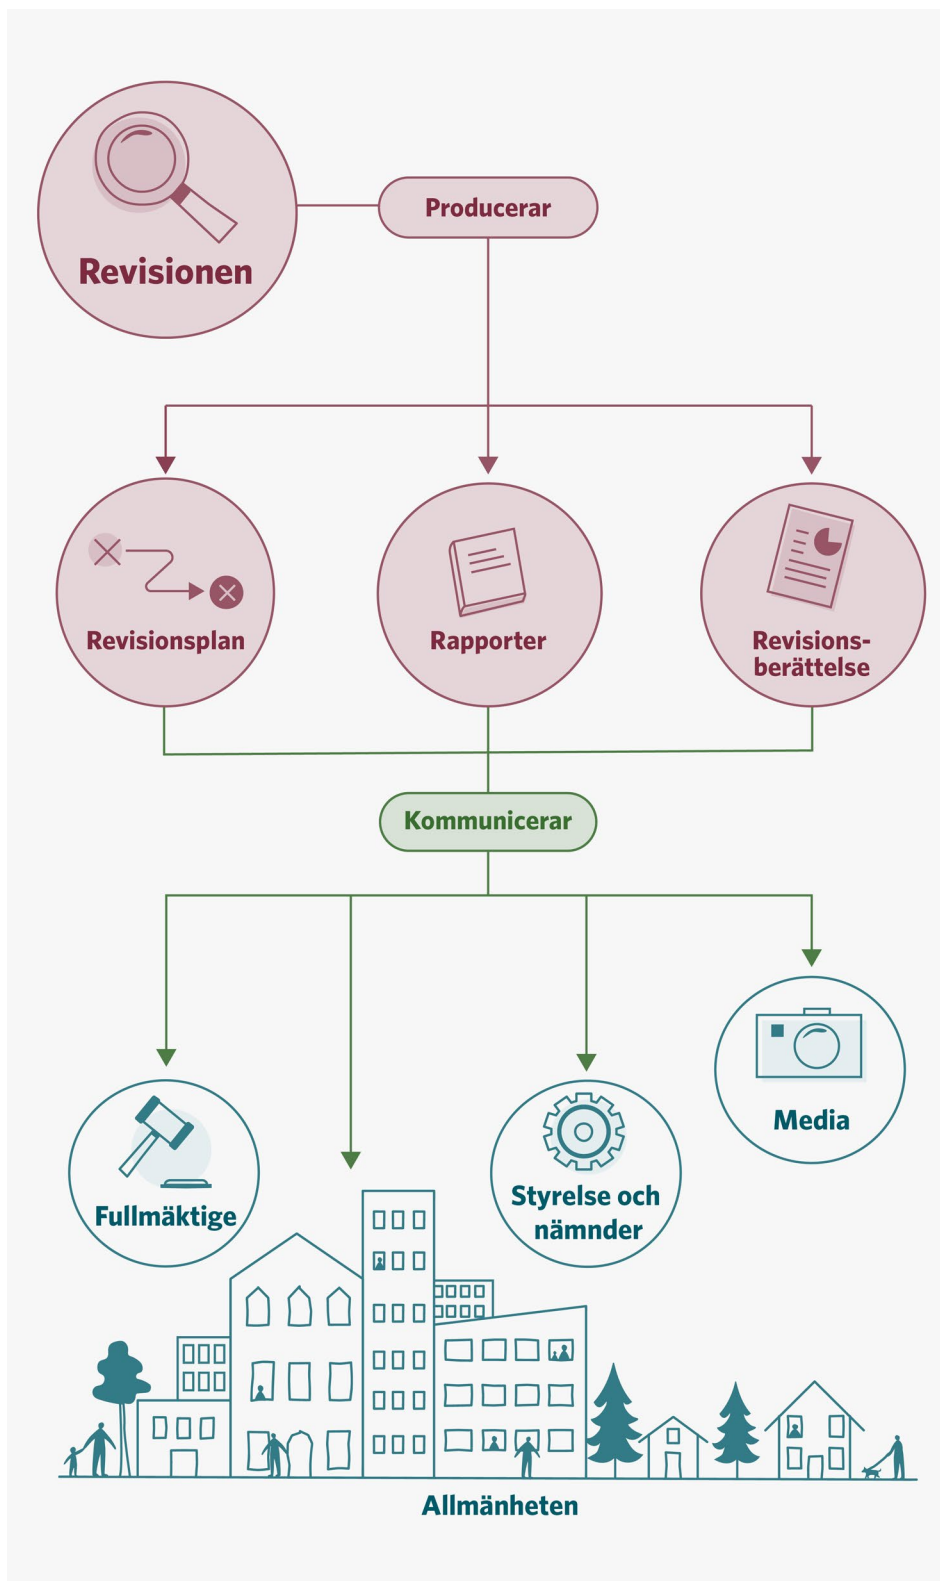 Revisionen
Producerar
Revisionsplan
Rapporter
Revisions-
berättelse
Kommunicerar
Fullmäktige
Styrelse och
nämnder
Media
Allmänheten